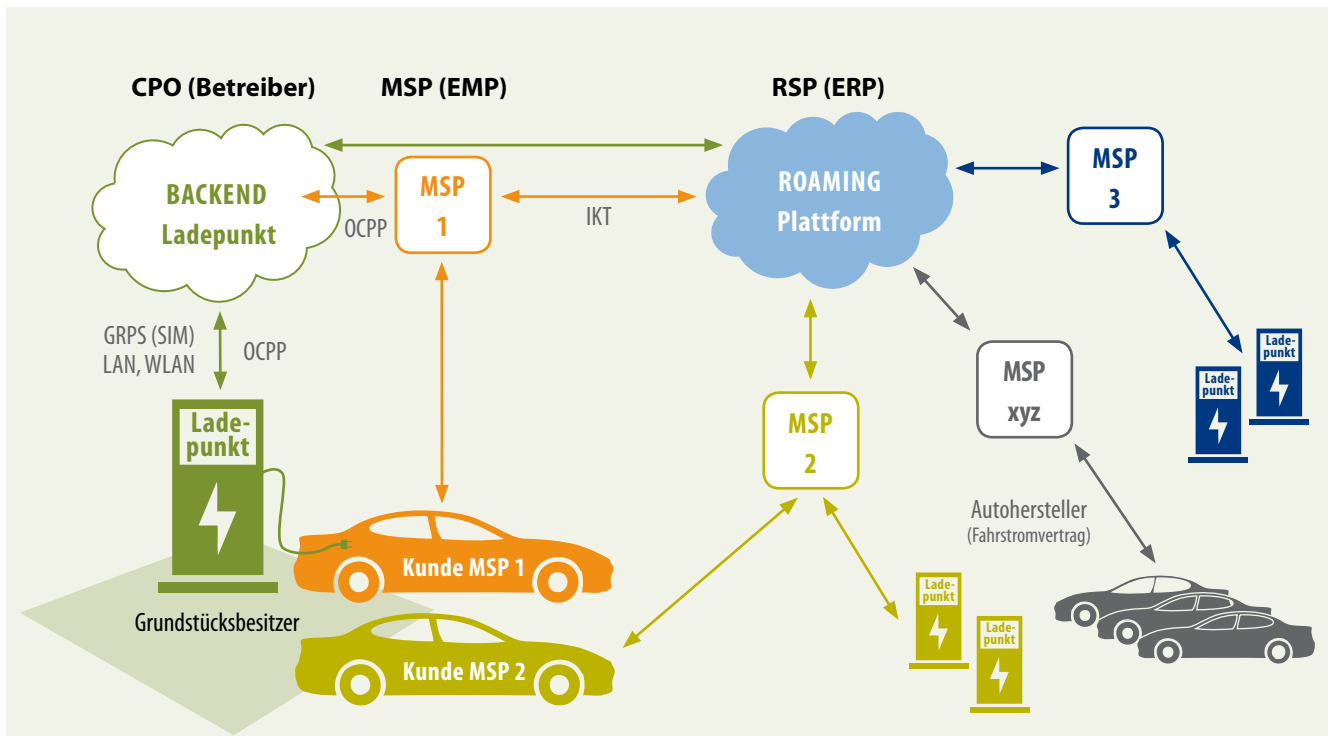 CPO (Betreiber)
MSP (EMP)
RSP (ERP)
BACKEND
Ladepunkt
OCPP
MSP
1
IKT
ROAMING
Plattform
MSP
3
GRPS (SIM)
LAN, WLAN
OCPP
Lade-
punkt
MSP
2
MSP
xyz
Lade-
punkt
Lade-
punkt
Autohersteller
(Fahrstromvertrag)
Kunde MSP 1
Grundstücksbesitzer
Kunde MSP 2
Lade-
punkt
Lade-
punkt